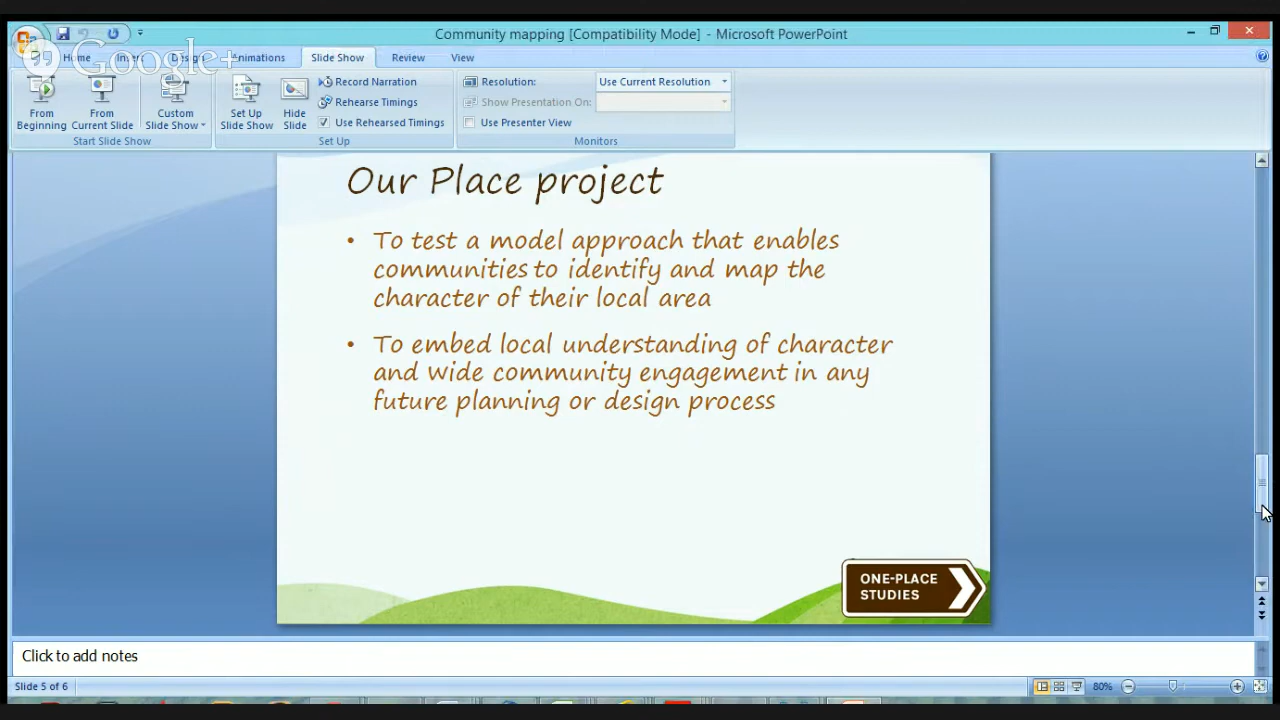 Community mapping [Compatibility Mode] - Microsoft PowerPoint
Google+
Home Insert Design Animations Slide Show Review View
From Beginning
From Current Slide
Custom Slide Show
Start Slide Show
Set Up Slide Show
Hide Slide
Record Narration
Rehearse Timings
Use Rehearsed Timings
Set Up
Resolution: Use Current Resolution
Show Presentation On:
Use Presenter View
Monitors
Our Place project
• To test a model approach that enables
communities to identify and map the
character of their local area
• To embed local understanding of character
and wide community engagement in any
future planning or design process
ONE-PLACE
STUDIES
Click to add notes
Slide 5 of 6
80%